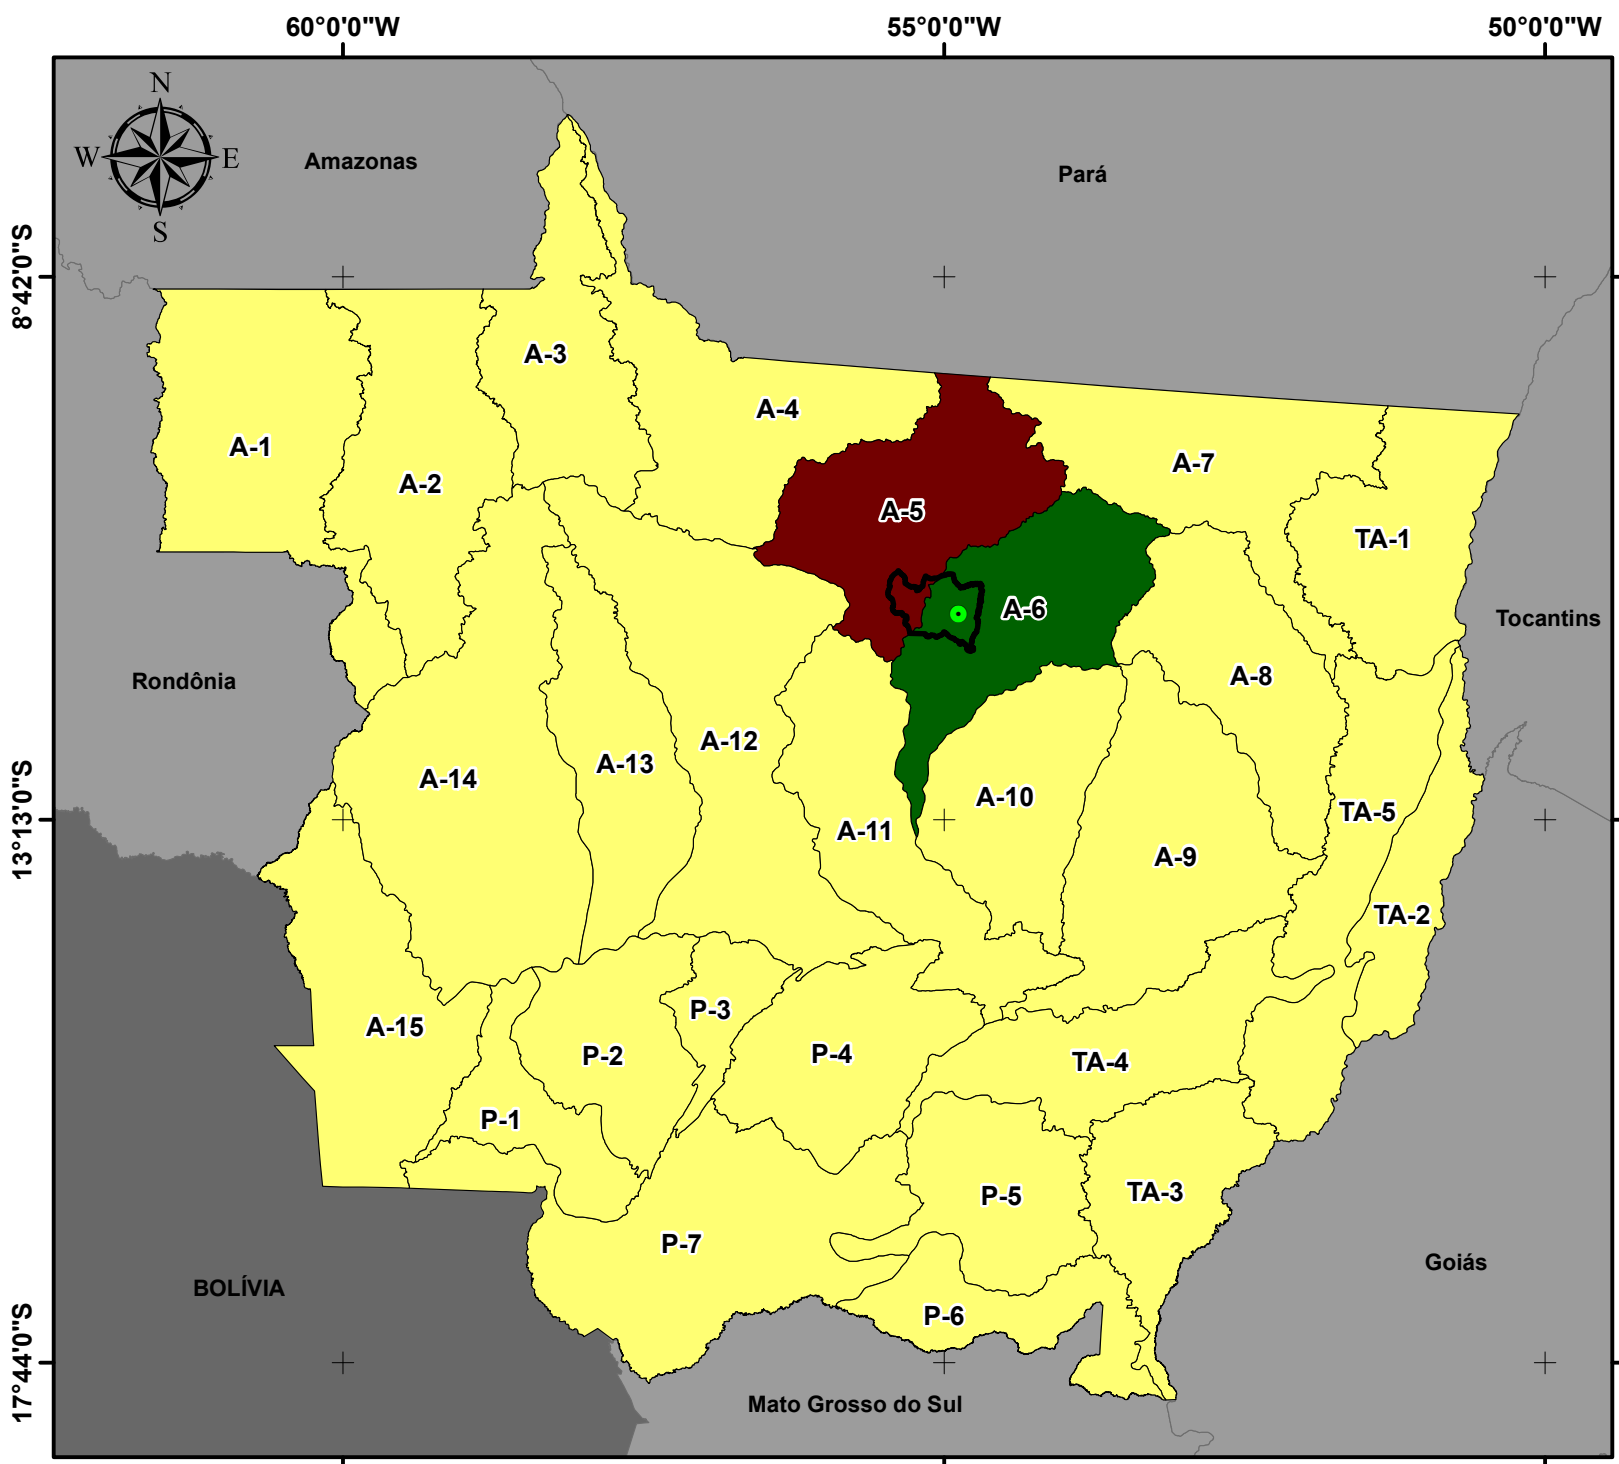 60°0'0"W
55°0'0"W
50°0'0"W
N
W
E
S
Amazonas
Pará
8°42'0"S
A-3
A-4
A-1
A-7
A-2
A-5
TA-1
A-6
Tocantins
Rondônia
A-8
A-12
A-13
A-14
A-10
TA-5
A-11
13°13'0"S
A-9
TA-2
P-3
A-15
P-2
P-4
TA-4
P-1
P-5
TA-3
P-7
Goiás
BOLÍVIA
P-6
17°44'0"S
Mato Grosso do Sul